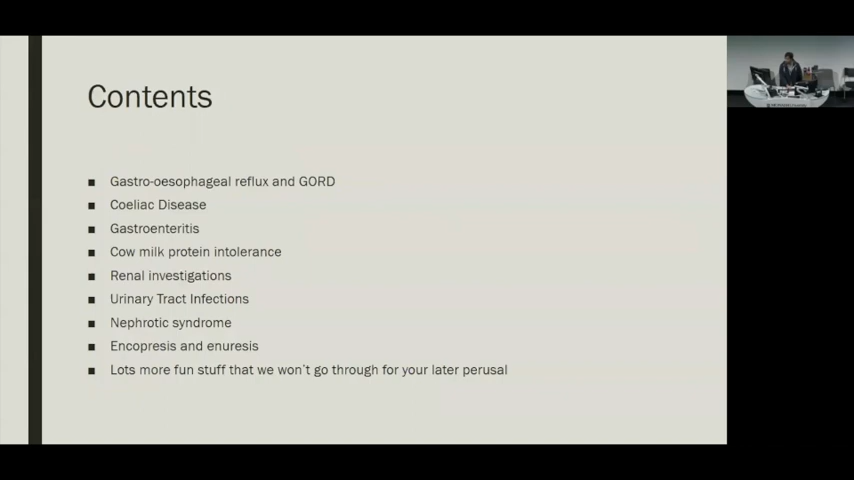 Contents
Gastro-oesophageal reflux and GORD
Coeliac Disease
Gastroenteritis
Cow milk protein intolerance
Renal investigations
Urinary Tract Infections
Nephrotic syndrome
Encopresis and enuresis
Lots more fun stuff that we won't go through for your later perusal